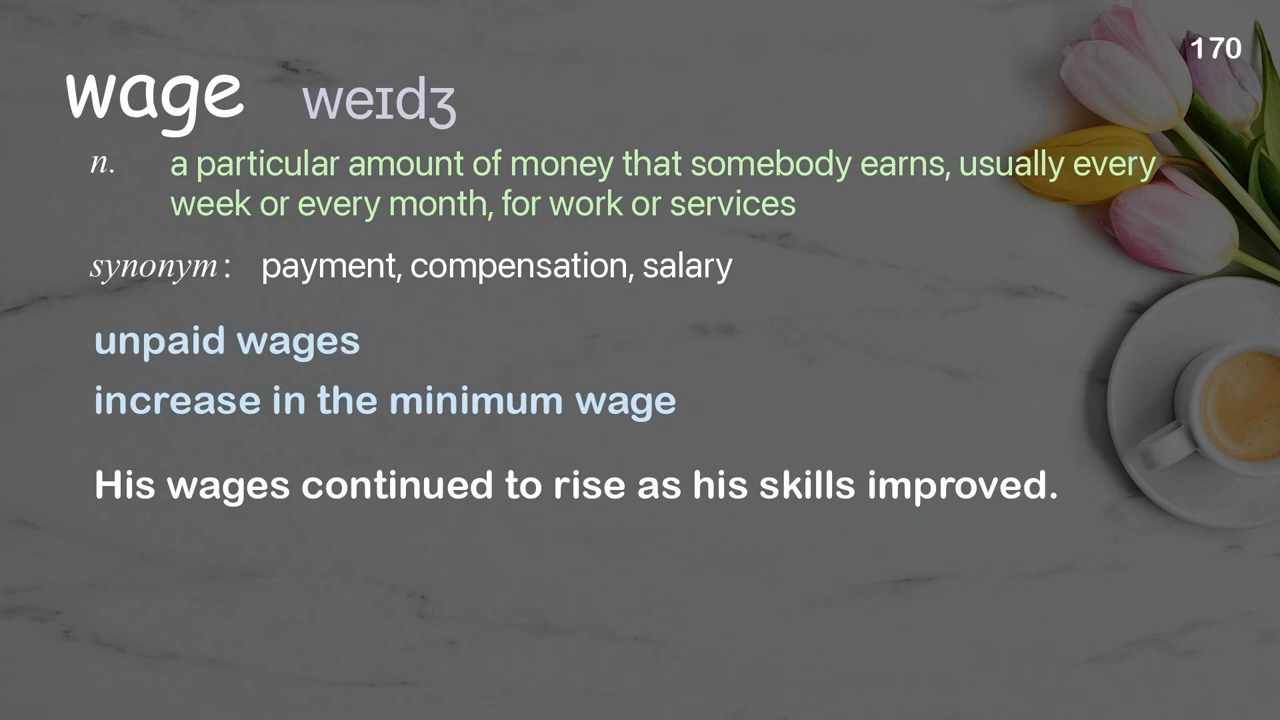 170
wage weɪdʒ
n. a particular amount of money that somebody earns, usually every
week or every month, for work or services
synonym: payment, compensation, salary
unpaid wages
increase in the minimum wage
His wages continued to rise as his skills improved.